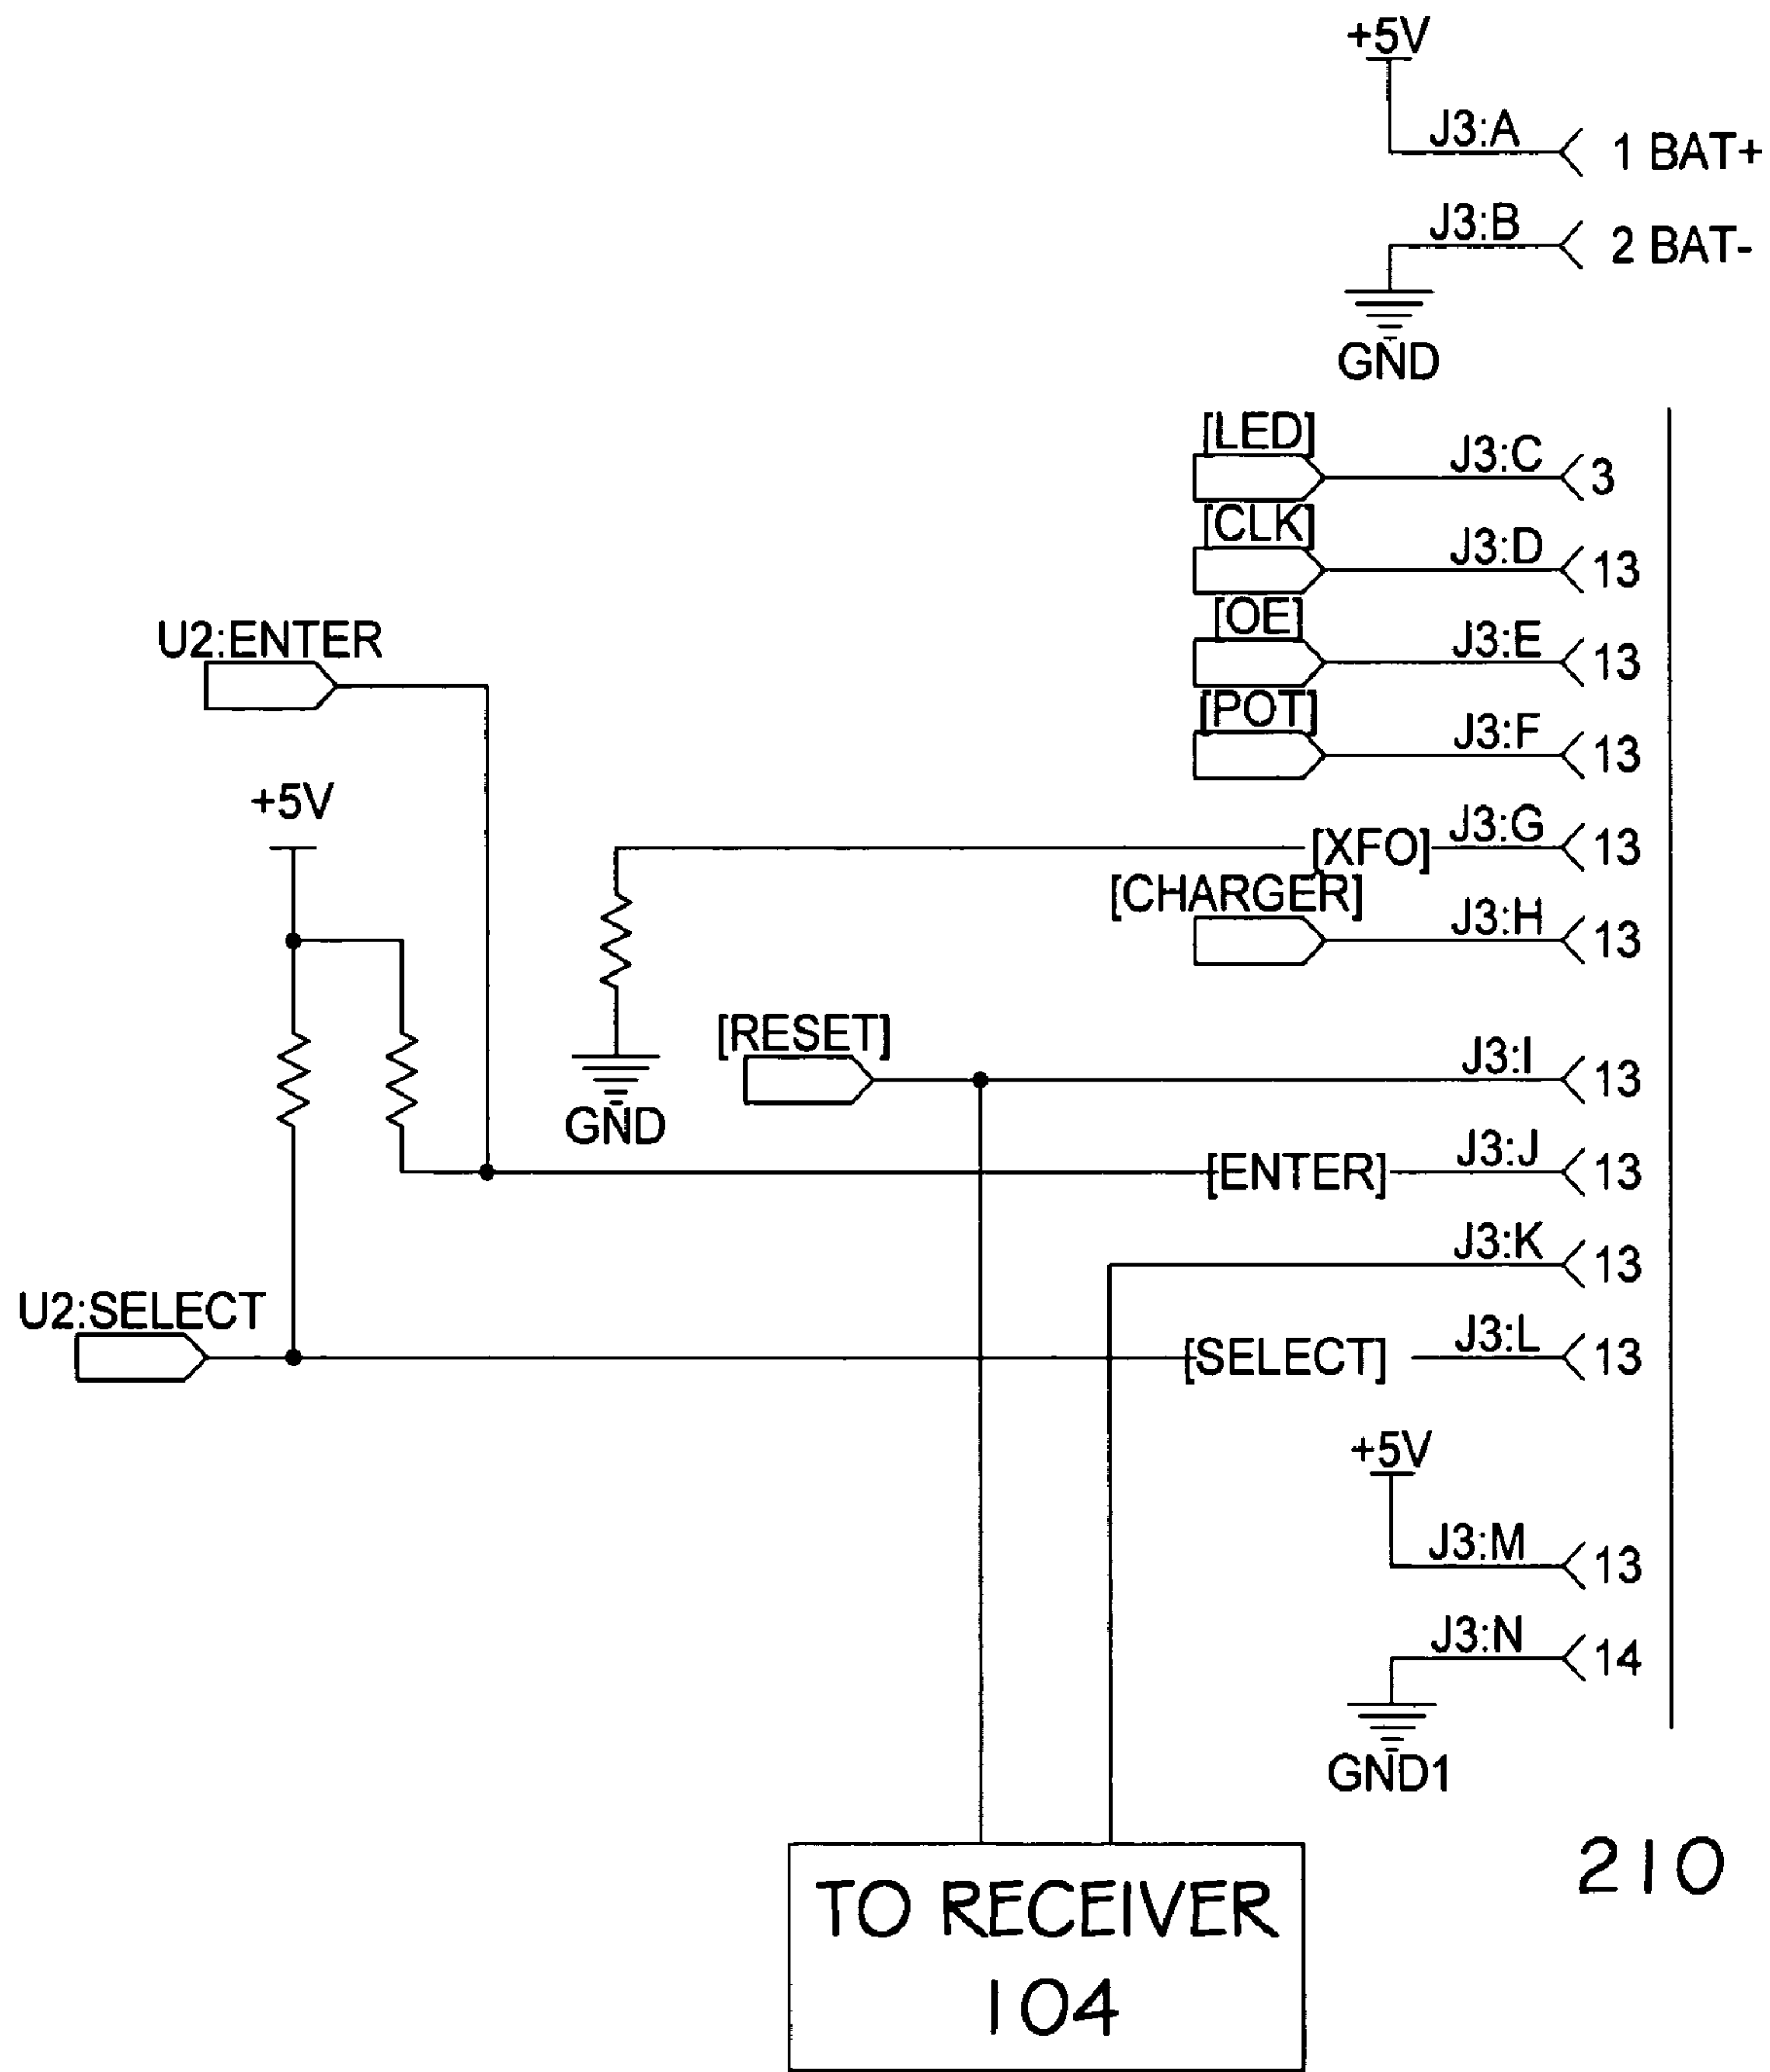 +5V
J3:A 1 BAT+
J3:B 2 BAT-
GND
[LED] J3:C 3
[CLK] J3:D 13
[OE] J3:E 13
U2:ENTER
[POT] J3:F 13
+5V
[XFO] J3:G 13
[CHARGER] J3:H 13
[RESET] J3:I 13
GND
[ENTER] J3:J 13
J3:K 13
U2:SELECT
[SELECT] J3:L 13
+5V
J3:M 13
J3:N 14
GND1
210
TO RECEIVER
104